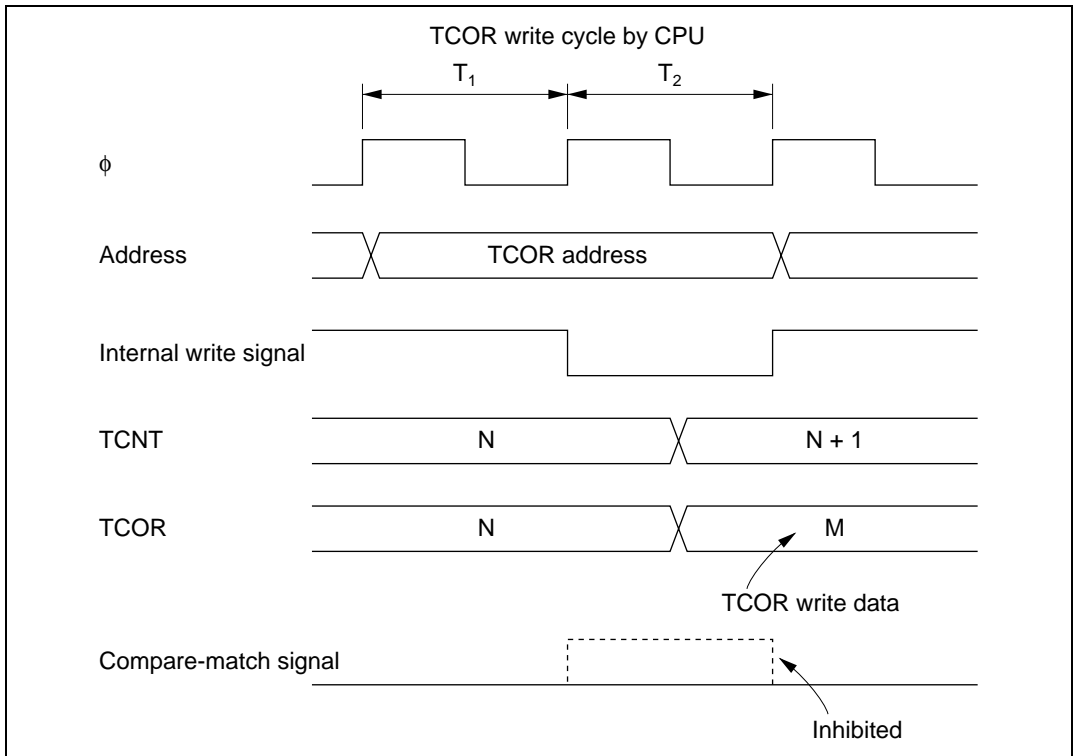 TCOR write cycle by CPU
T1 T2
ϕ
Address TCOR address
Internal write signal
TCNT N N + 1
TCOR N M
TCOR write data
Compare-match signal
Inhibited